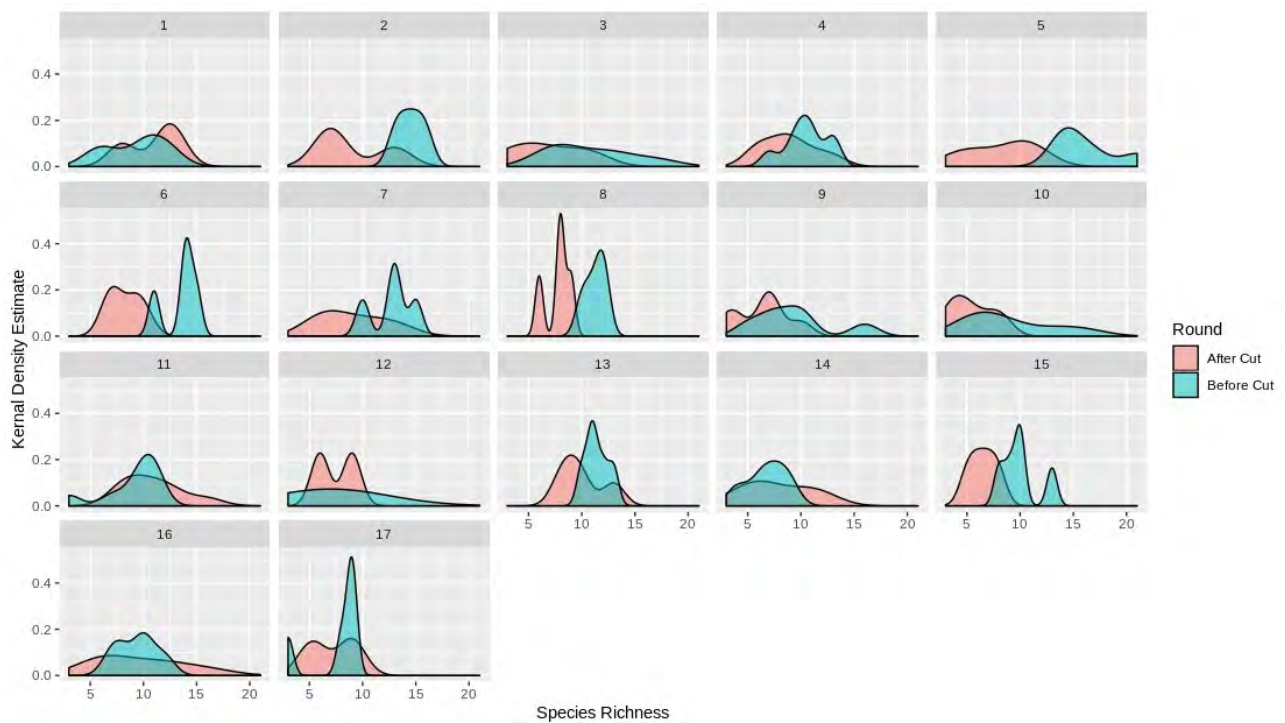 1 2 3 4 5
0.4
0.2
0.0
6 7 8 9 10
0.4
0.2
0.0
11 12 13 14 15
0.4
0.2
0.0
5 10 15 20 5 10 15 20 5 10 15 20
16 17
0.4
0.2
0.0
5 10 15 20 5 10 15 20
Kernal Density Estimate
Species Richness
Round
After Cut
Before Cut